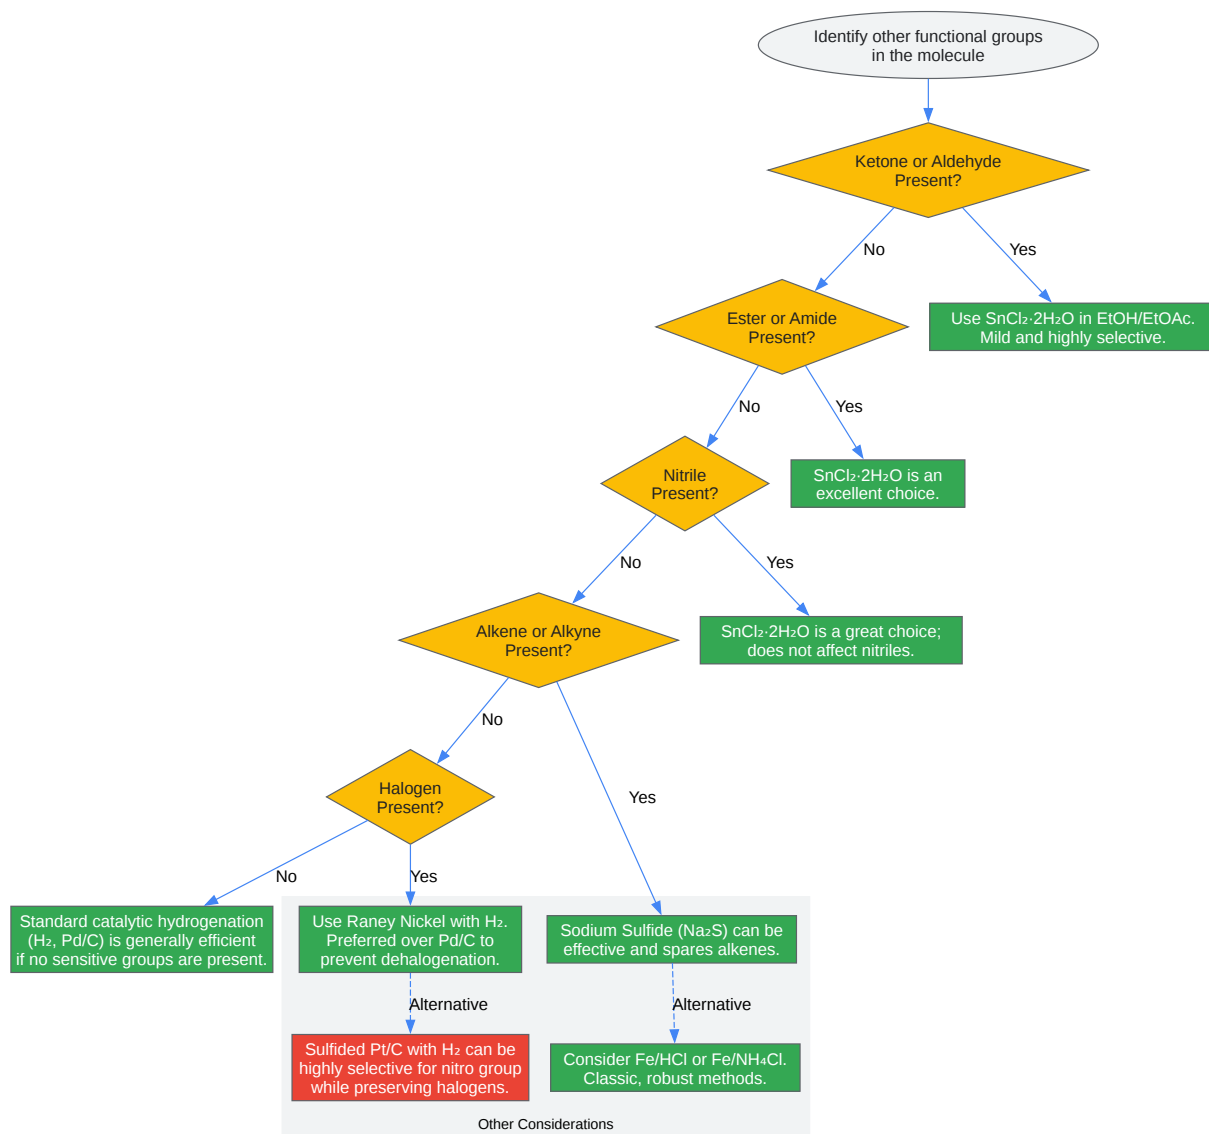 Identify other functional groups
in the molecule
Ketone or Aldehyde
Present?
No
Yes
Ester or Amide
Present?
Use SnCl₂·2H₂O in EtOH/EtOAc.
Mild and highly selective.
No
Yes
Nitrile
Present?
SnCl₂·2H₂O is an
excellent choice.
No
Yes
Alkene or Alkyne
Present?
SnCl₂·2H₂O is a great choice;
does not affect nitriles.
No
Yes
Halogen
Present?
No
Yes
Standard catalytic hydrogenation
(H₂, Pd/C) is generally efficient
if no sensitive groups are present.
Use Raney Nickel with H₂.
Preferred over Pd/C to
prevent dehalogenation.
Sodium Sulfide (Na₂S) can be
effective and spares alkenes.
Alternative
Alternative
Sulfided Pt/C with H₂ can be
highly selective for nitro group
while preserving halogens.
Consider Fe/HCl or Fe/NH₄Cl.
Classic, robust methods.
Other Considerations